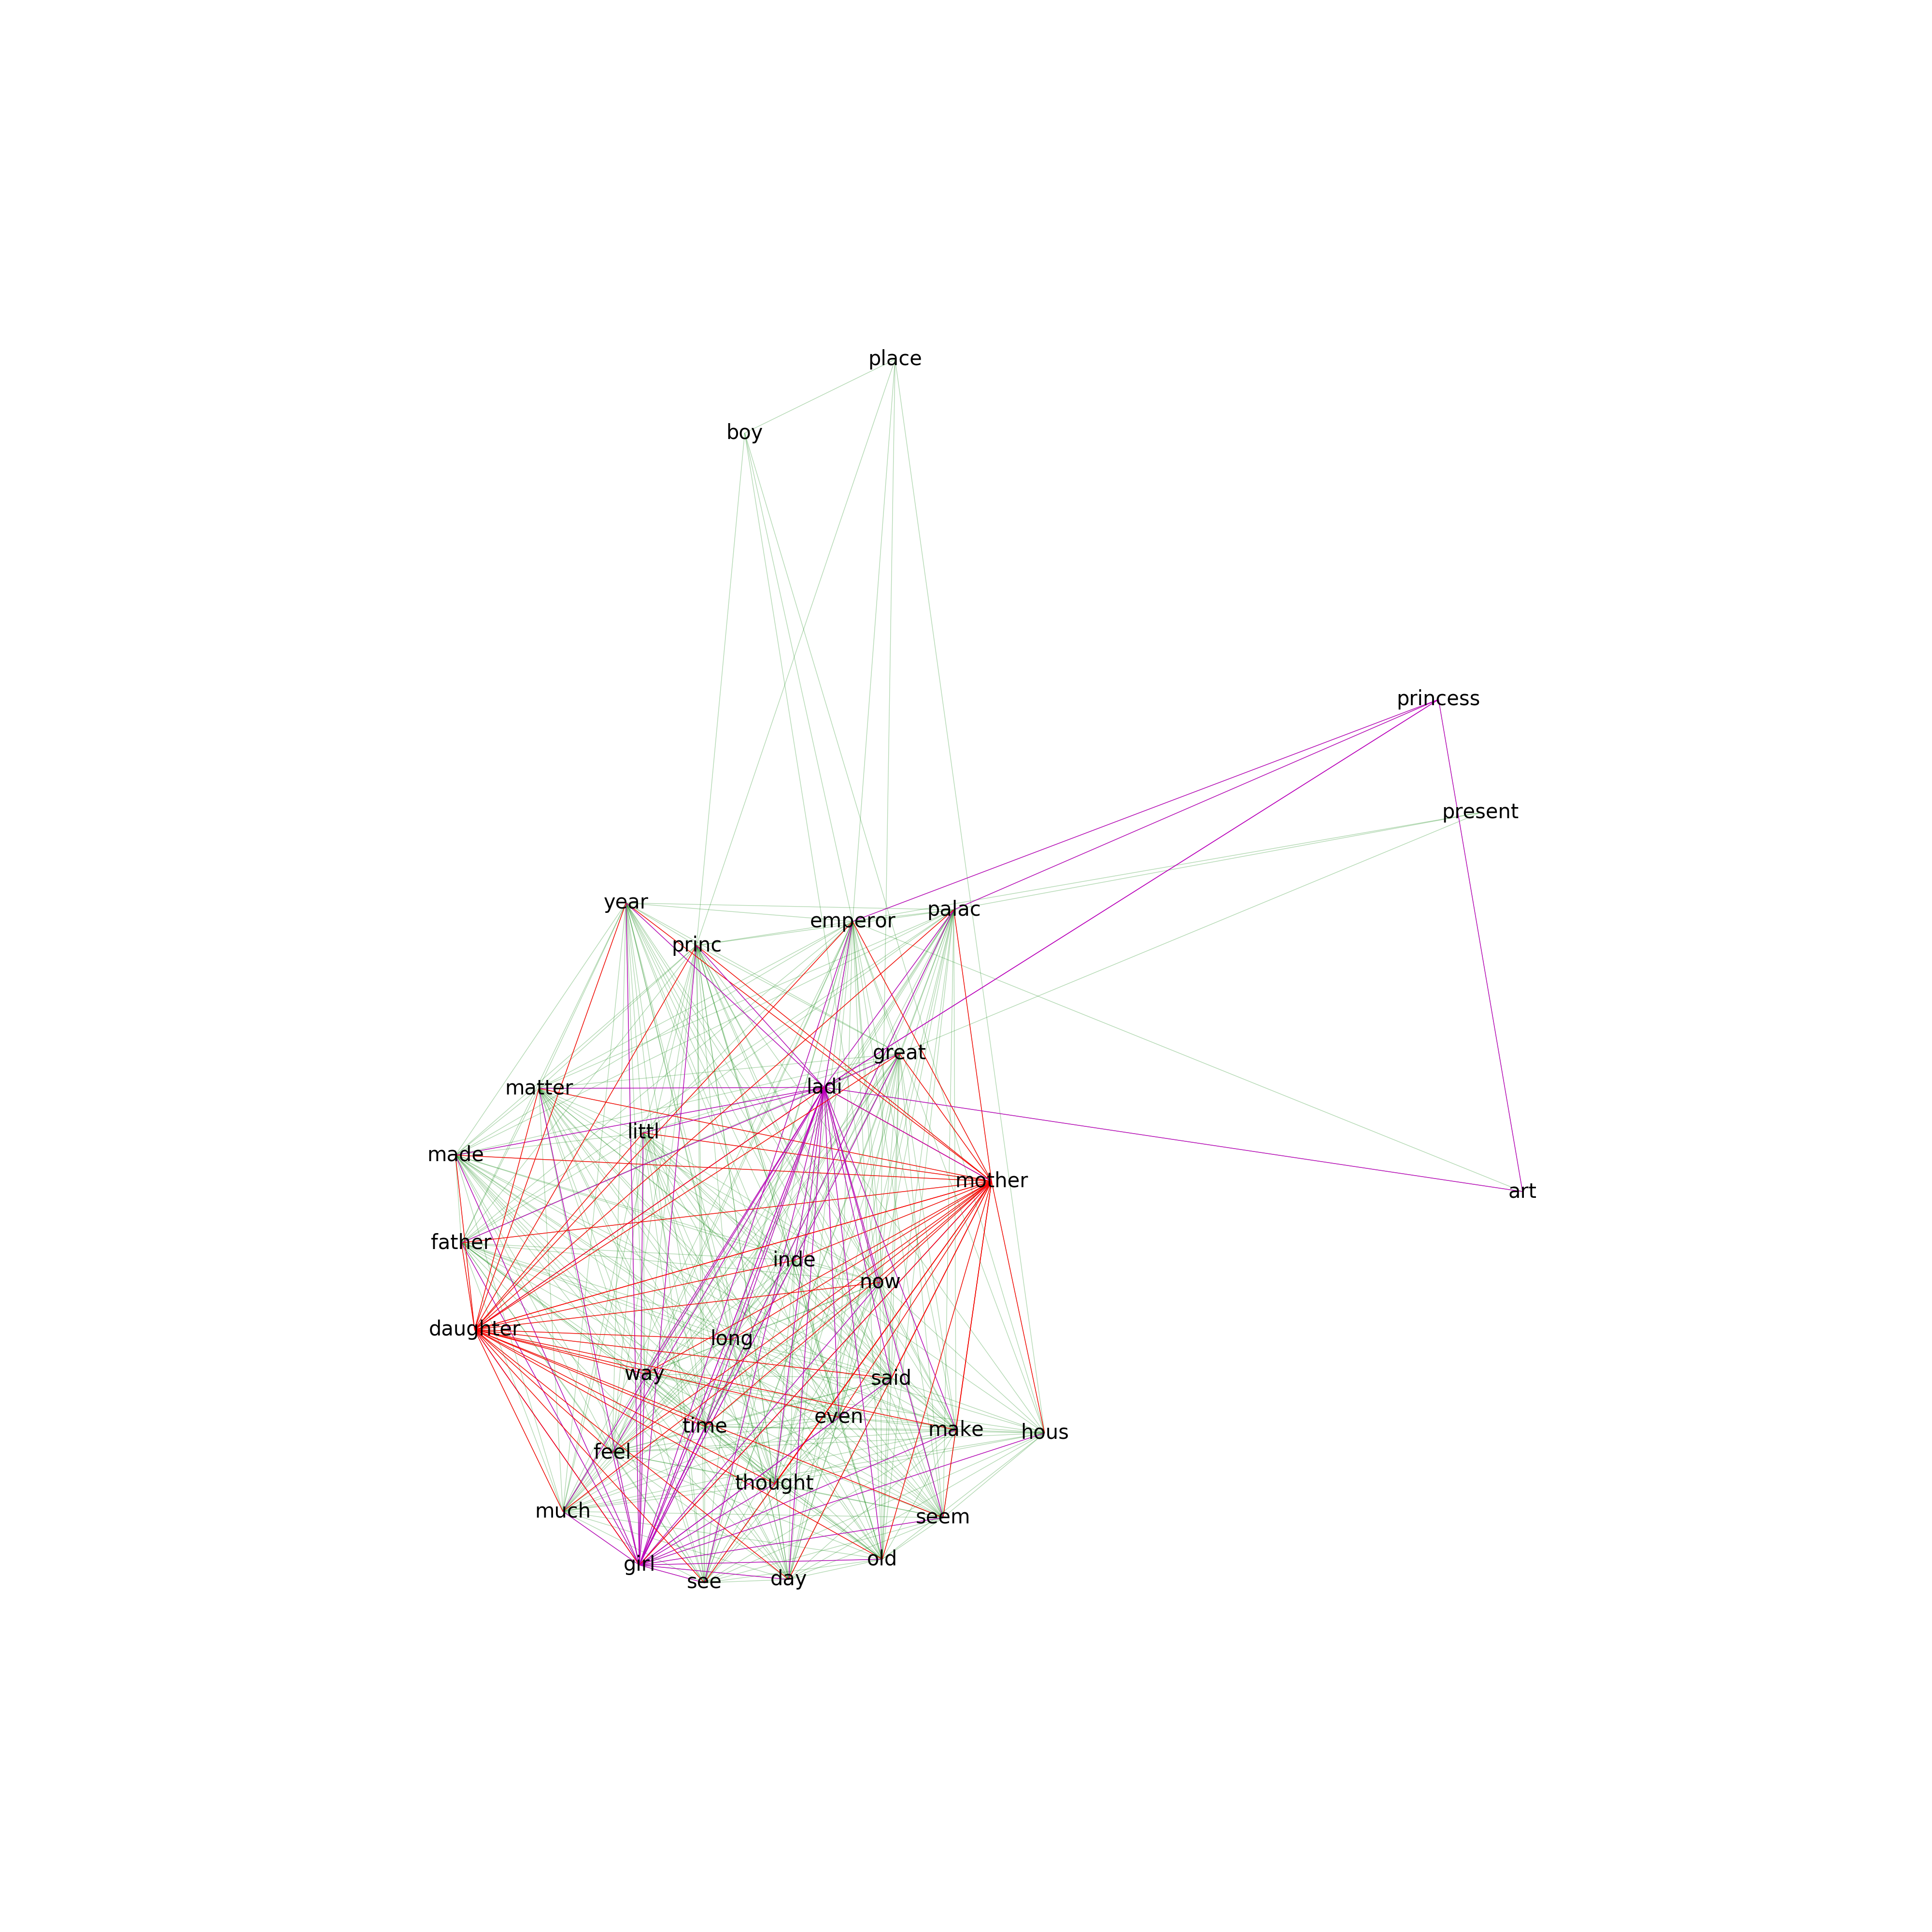 place
boy
princess
present
year
palac
emperor
princ
great
ladi
matter
littl
made
mother
art
father
inde
now
daughter
long
way
said
even
time
make
hous
feel
thought
much
seem
old
girl
day
see